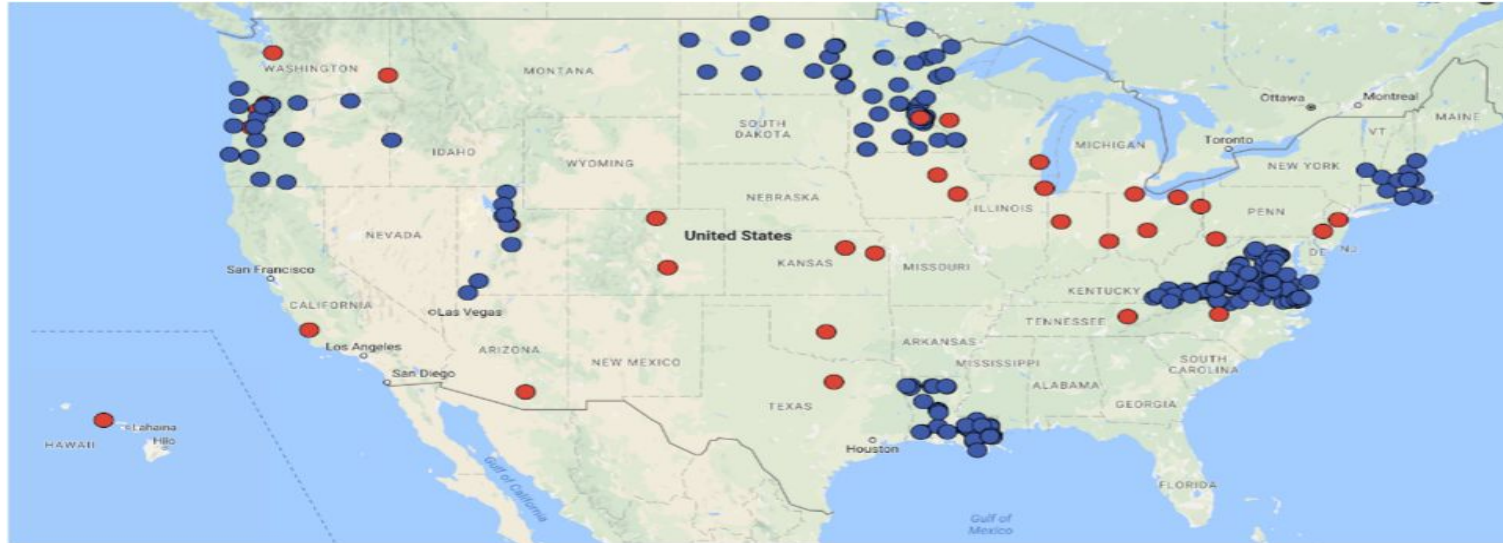 WASHINGTON
MONTANA
Ottawa
Montreal
MAINE
SOUTH
DAKOTA
VT
MICHIGAN
Toronto
IDAHO
WYOMING
NEW YORK
NEBRASKA
ILLINOIS
PENN
NEVADA
United States
San Francisco
KANSAS
MISSOURI
DE
NJ
CALIFORNIA
Las Vegas
KENTUCKY
TENNESSEE
Los Angeles
ARIZONA
NEW MEXICO
ARKANSAS
MISSISSIPPI
SOUTH
CAROLINA
San Diego
TEXAS
ALABAMA
GEORGIA
Lahaina
HAWAII
Hilo
Houston
Gulf of California
FLORIDA
Gulf of
Mexico